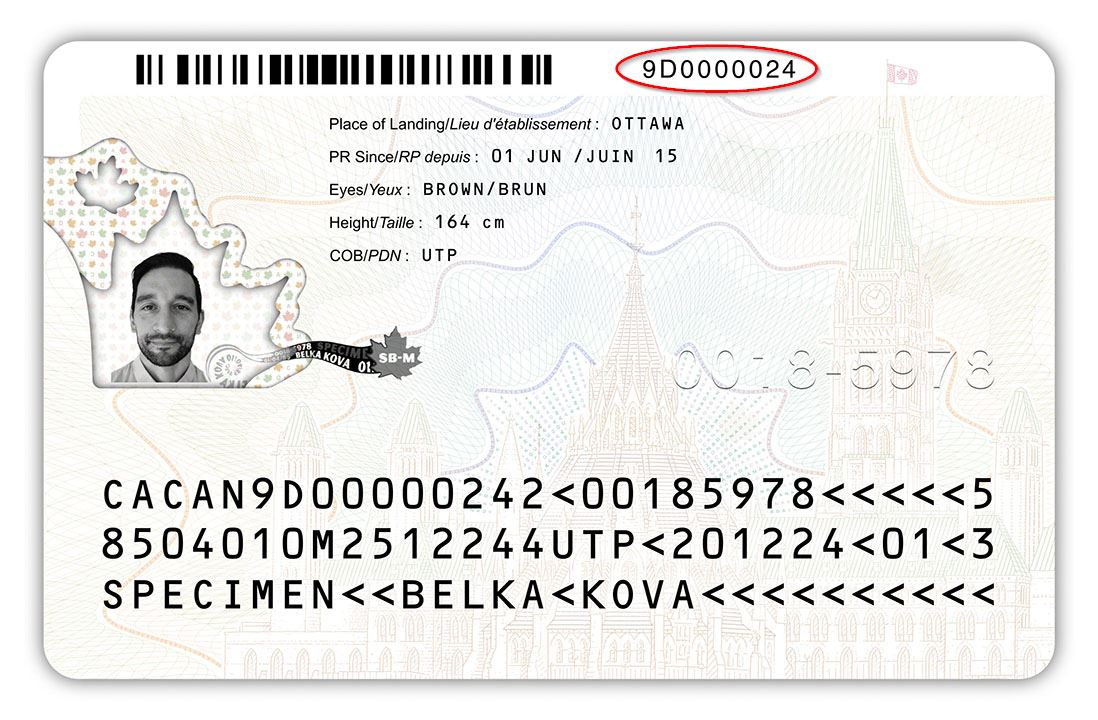 9D0000024
Place of Landing/Lieu d'établissement : OTTAWA
PR Since/RP depuis : 01 JUN /JUIN 15
Eyes/Yeux : BROWN/BRUN
Height/Taille : 164 cm
COB/PDN : UTP
978 SPECIMEN
BELKA KOVA 01
SB-M
0018-5978
CACAN9D00000242<00185978<<<<<5
8504010M2512244UTP<201224<01<3
SPECIMEN<<BELKA<KOVA<<<<<<<<<<